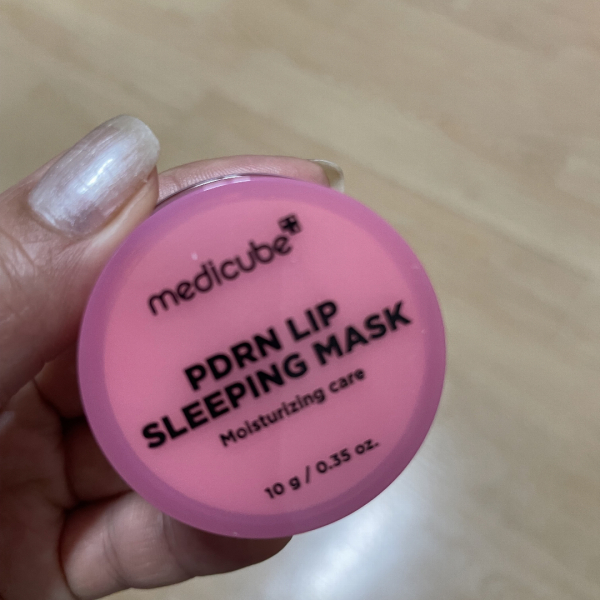 medicube
PDRN LIP
SLEEPING MASK
Moisturizing care
10 g / 0.35 oz.